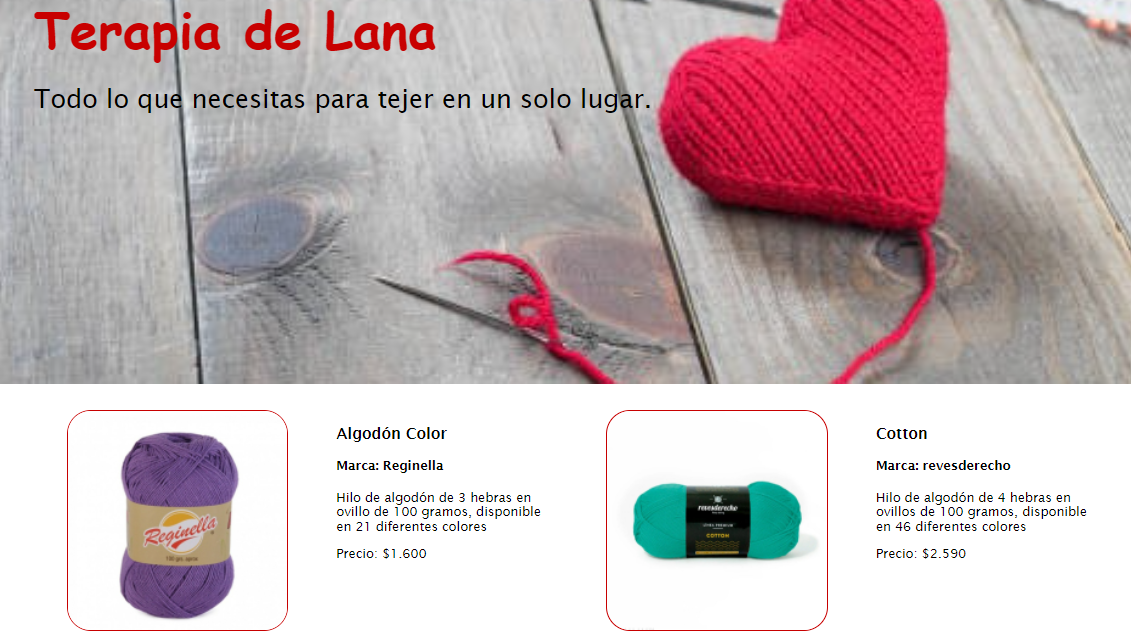 Terapia de Lana
Todo lo que necesitas para tejer en un solo lugar.
Algodón Color
Marca: Reginella
Hilo de algodón de 3 hebras en
ovillo de 100 gramos, disponible
en 21 diferentes colores
Precio: $1.600
Reginella
Cotton
Marca: revesderecho
Hilo de algodón de 4 hebras en
ovillos de 100 gramos, disponible
en 46 diferentes colores
Precio: $2.590
revesderecho
COTTON